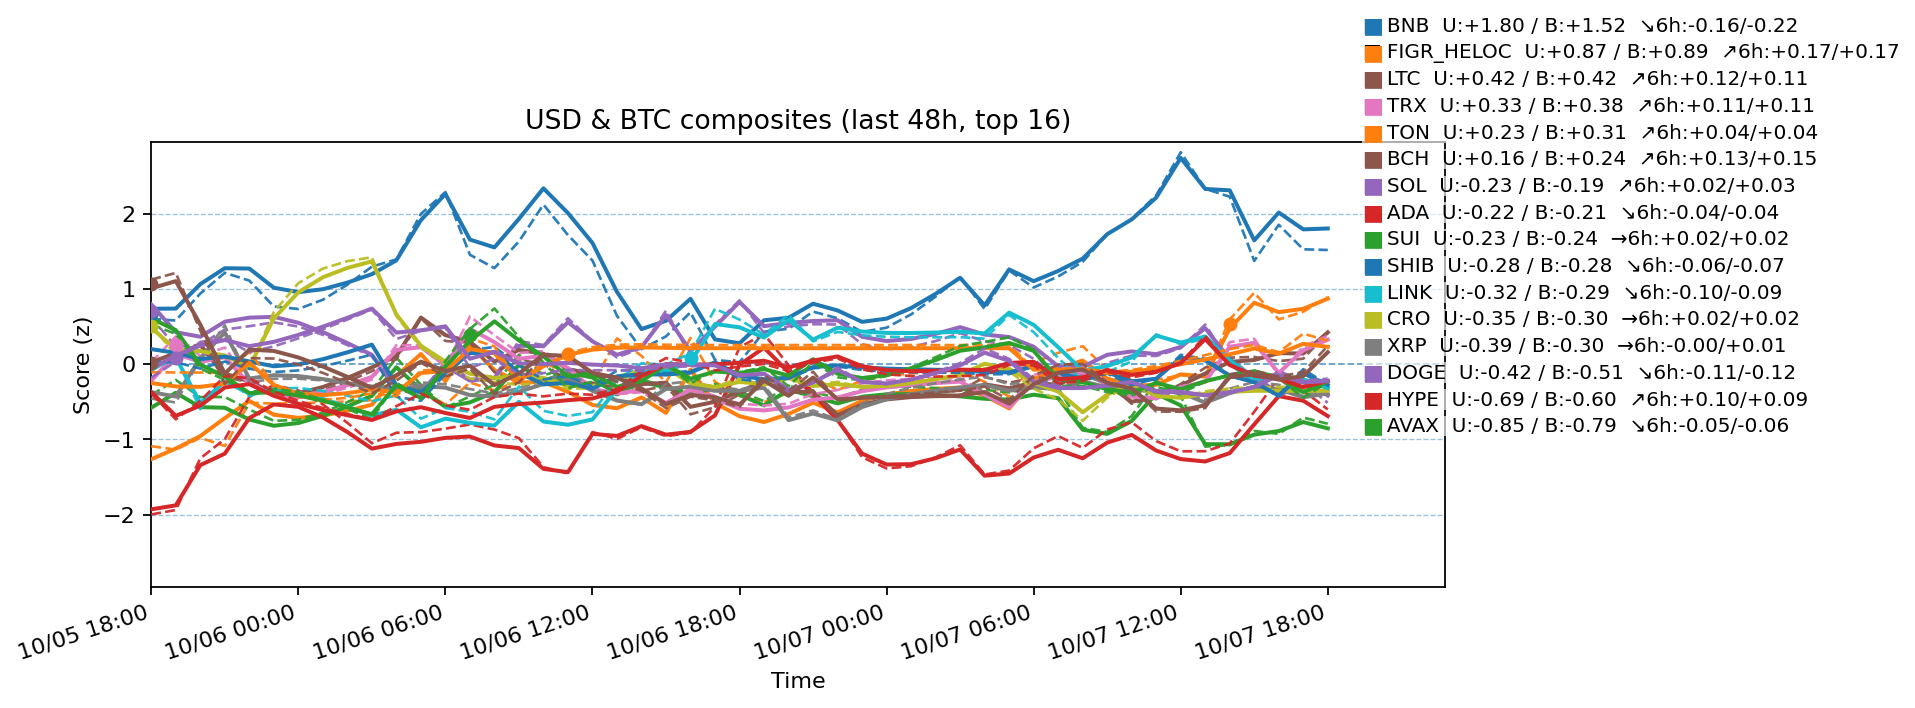 BNB  U:+1.80 / B:+1.52  ↘6h:-0.16/-0.22
FIGR_HELOC  U:+0.87 / B:+0.89  ↗6h:+0.17/+0.17
LTC  U:+0.42 / B:+0.42  ↗6h:+0.12/+0.11
TRX  U:+0.33 / B:+0.38  ↗6h:+0.11/+0.11
TON  U:+0.23 / B:+0.31  ↗6h:+0.04/+0.04
BCH  U:+0.16 / B:+0.24  ↗6h:+0.13/+0.15
SOL  U:-0.23 / B:-0.19  ↗6h:+0.02/+0.03
ADA  U:-0.22 / B:-0.21  ↘6h:-0.04/-0.04
SUI  U:-0.23 / B:-0.24  →6h:+0.02/+0.02
SHIB  U:-0.28 / B:-0.28  ↘6h:-0.06/-0.07
LINK  U:-0.32 / B:-0.29  ↘6h:-0.10/-0.09
CRO  U:-0.35 / B:-0.30  →6h:+0.02/+0.02
XRP  U:-0.39 / B:-0.30  →6h:-0.00/+0.01
DOGE  U:-0.42 / B:-0.51  ↘6h:-0.11/-0.12
HYPE  U:-0.69 / B:-0.60  ↗6h:+0.10/+0.09
AVAX  U:-0.85 / B:-0.79  ↘6h:-0.05/-0.06
USD & BTC composites (last 48h, top 16)
Score (z)
2
1
0
−1
−2
10/05 18:00
10/06 00:00
10/06 06:00
10/06 12:00
10/06 18:00
10/07 00:00
10/07 06:00
10/07 12:00
10/07 18:00
Time